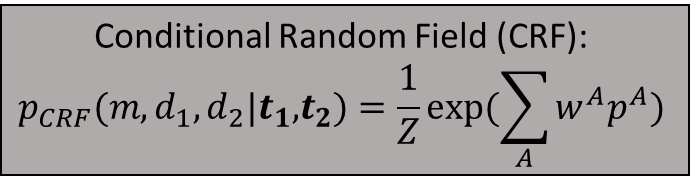 Conditional Random Field (CRF):
p_{CRF}(m, d_1, d_2|t_1,t_2) = \frac{1}{Z} exp(\sum_A w^A p^A)